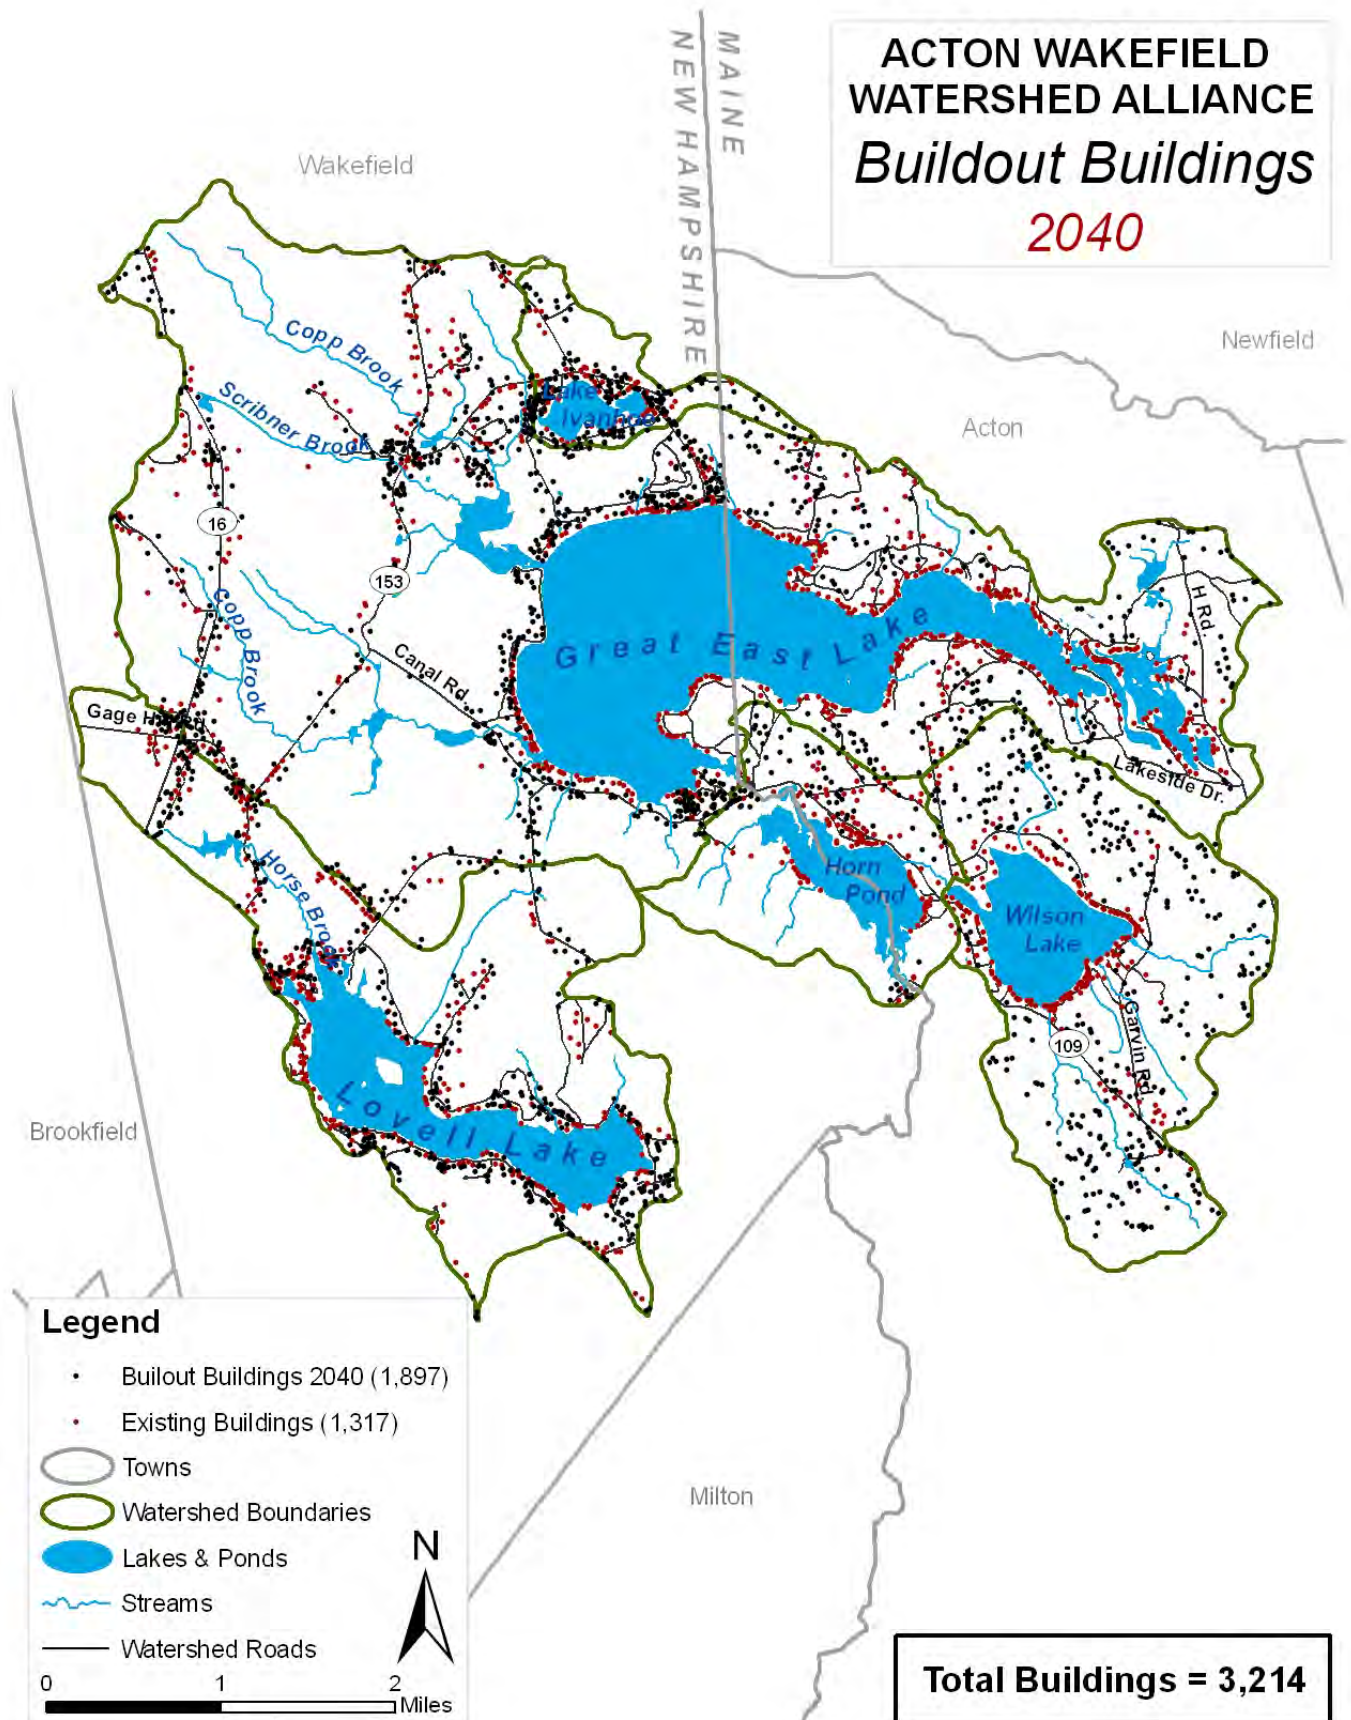 ACTON WAKEFIELD
WATERSHED ALLIANCE
Buildout Buildings
2040
MAINE
NEW HAMPSHIRE
Wakefield
Newfield
Acton
Copp Brook
Scribner Brook
Lake
Ivanhoe
16
153
Copp Brook
Canal Rd.
Great East Lake
H Rd.
Lakeside Dr.
Horse Brook
Horn
Pond
Wilson
Lake
Garvin Rd.
109
Lovell Lake
Brookfield
Milton
Legend
Builout Buildings 2040 (1,897)
Existing Buildings (1,317)
Towns
Watershed Boundaries
Lakes & Ponds
Streams
Watershed Roads
N
0 1 2
Miles
Total Buildings = 3,214